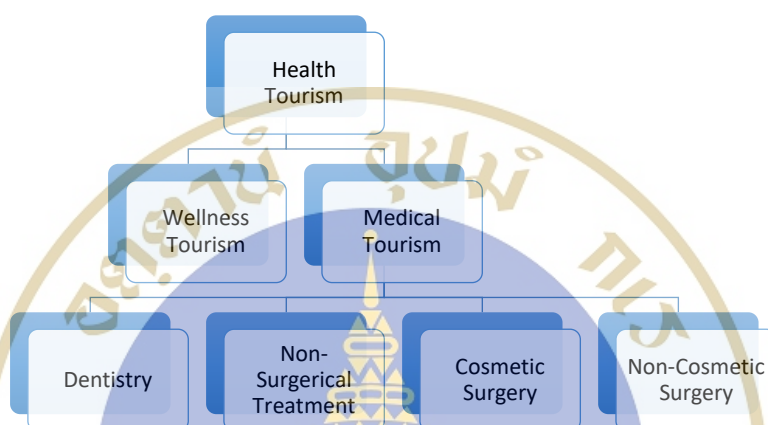 Health
Tourism
Wellness
Tourism
Medical
Tourism
Dentistry
Non-
Surgerical
Treatment
Cosmetic
Surgery
Non-Cosmetic
Surgery